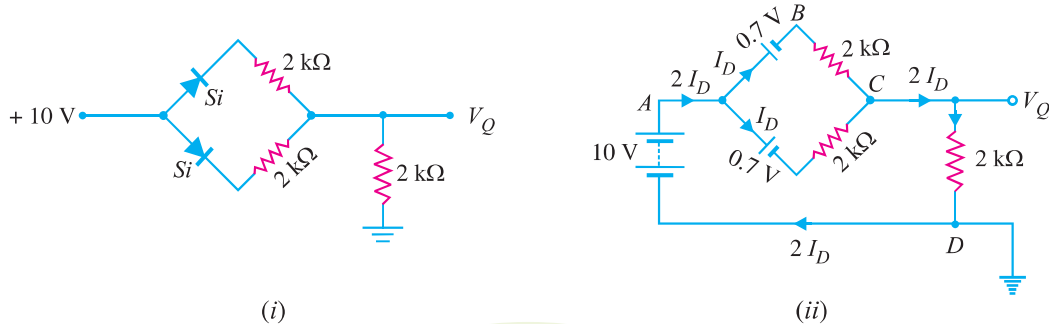 + 10 V
Si
Si
2 kΩ
2 kΩ
2 kΩ
V_Q
(i)
A
10 V
2 I_D
I_D
I_D
0.7 V
0.7 V
B
2 kΩ
2 kΩ
C
2 I_D
V_Q
2 kΩ
D
2 I_D
(ii)